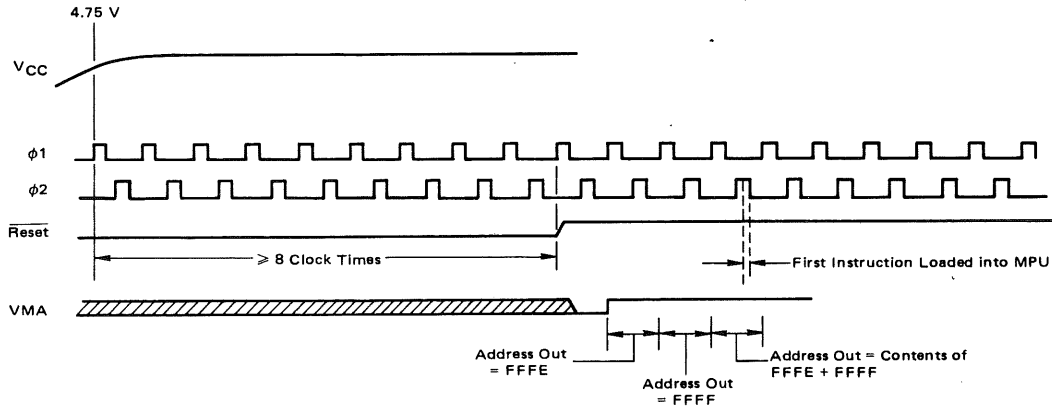 4.75 V
VCC
φ1
φ2
Reset
⩾ 8 Clock Times
First Instruction Loaded into MPU
VMA
Address Out
= FFFE
Address Out
= FFFF
Address Out = Contents of
FFFE + FFFF